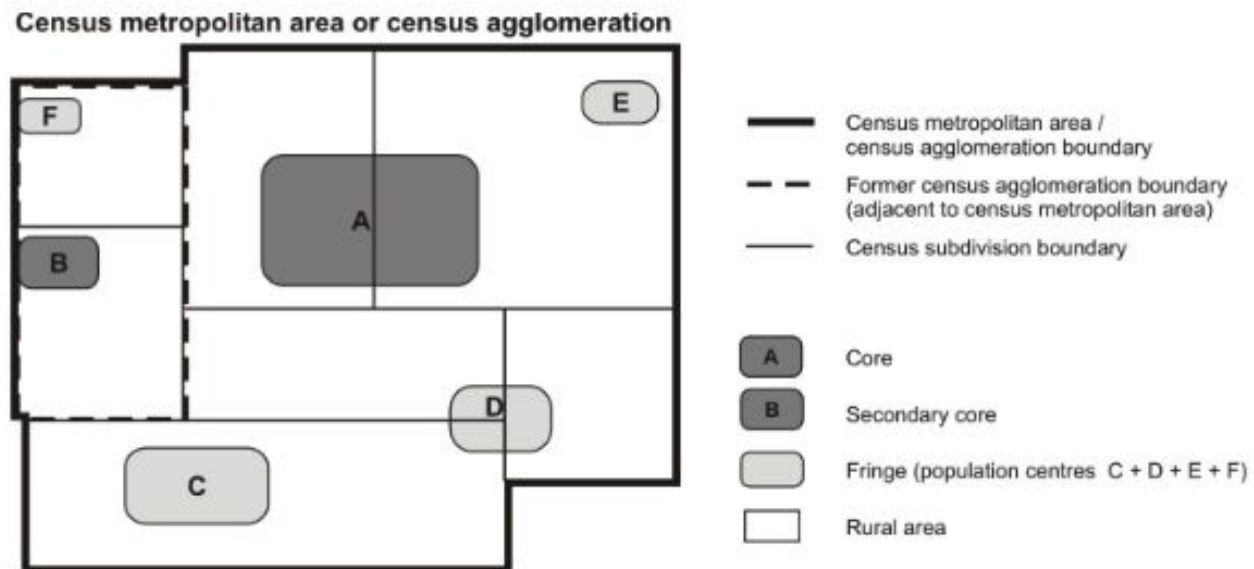 Census metropolitan area or census agglomeration
F
E
A
B
D
C
Census metropolitan area /
census agglomeration boundary
Former census agglomeration boundary
(adjacent to census metropolitan area)
Census subdivision boundary
A Core
B Secondary core
Fringe (population centres C + D + E + F)
Rural area